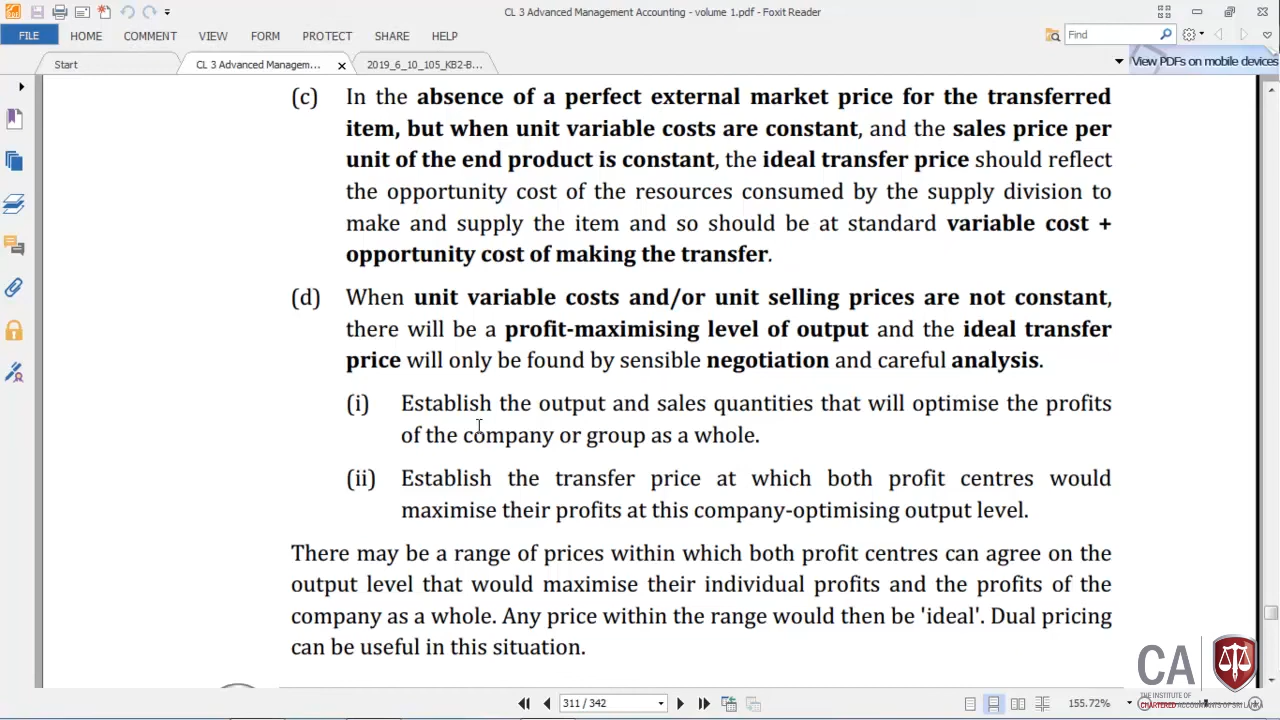 CL 3 Advanced Management Accounting - volume 1.pdf - Foxit Reader
FILE HOME COMMENT VIEW FORM PROTECT SHARE HELP Find
Start CL 3 Advanced Managem... 2019_6_10_105_KB2-B... View PDFs on mobile devices
(c) In the absence of a perfect external market price for the transferred
item, but when unit variable costs are constant, and the sales price per
unit of the end product is constant, the ideal transfer price should reflect
the opportunity cost of the resources consumed by the supply division to
make and supply the item and so should be at standard variable cost +
opportunity cost of making the transfer.
(d) When unit variable costs and/or unit selling prices are not constant,
there will be a profit-maximising level of output and the ideal transfer
price will only be found by sensible negotiation and careful analysis.
(i) Establish the output and sales quantities that will optimise the profits
of the company or group as a whole.
(ii) Establish the transfer price at which both profit centres would
maximise their profits at this company-optimising output level.
There may be a range of prices within which both profit centres can agree on the
output level that would maximise their individual profits and the profits of the
company as a whole. Any price within the range would then be 'ideal'. Dual pricing
can be useful in this situation.
CA
THE INSTITUTE OF
CHARTERED ACCOUNTANTS OF SRI LANKA
311 / 342 155.72%